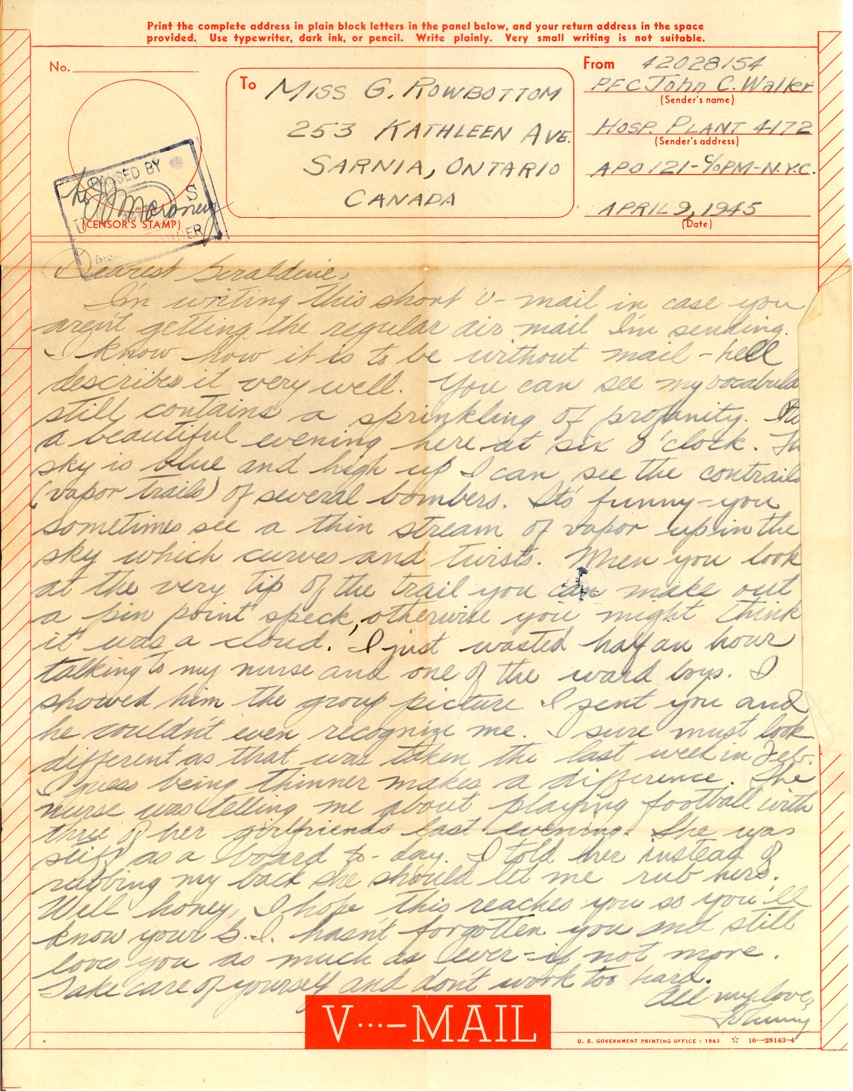 Print the complete address in plain block letters in the panel below, and your return address in the space
provided. Use typewriter, dark ink, or pencil. Write plainly. Very small writing is not suitable.
No.
To
MISS G. ROWBOTTOM
253 KATHLEEN AVE.
SARNIA, ONTARIO
CANADA
From
42028154
PFC John C. Walker
(Sender's name)
HOSP. PLANT 4172
(Sender's address)
APO 121-c/o PM-N.Y.C.
APRIL 9, 1945
(Date)
PASSED BY
(CENSOR'S STAMP)
Dearest Geraldine,
I'm writing this short V-mail in case you
aren't getting the regular air mail I'm sending.
I know how it is to be without mail - hell
describes it very well. You can see my vocabula
still contains a sprinkling of profanity. It's
a beautiful evening here at six o'clock. The
sky is blue and high up I can see the contrails
(vapor trails) of several bombers. It's funny-you
sometimes see a thin stream of vapor up in the
sky which curves and twists. When you look
at the very tip of the trail you can make out
a pin point speck, otherwise you might think
it was a cloud. I just wasted half an hour
talking to my nurse and one of the ward boys. I
showed him the group picture I sent you and
he couldn't even recognize me. I sure must look
different as that was taken the last week in Feb.
I guess being thinner makes a difference. The
nurse was telling me about playing football with
three of her girlfriends last evening. She was
stiff as a board to-day. I told her instead of
rubbing my back she should let me rub hers.
Well honey, I hope this reaches you so you'll
know your G.I. hasn't forgotten you and still
loves you as much as ever-if not more.
Take care of yourself and don't work too hard.
All my love,
Johnny
V···-MAIL
U. S. GOVERNMENT PRINTING OFFICE : 1943 ☆ 16—28143-4